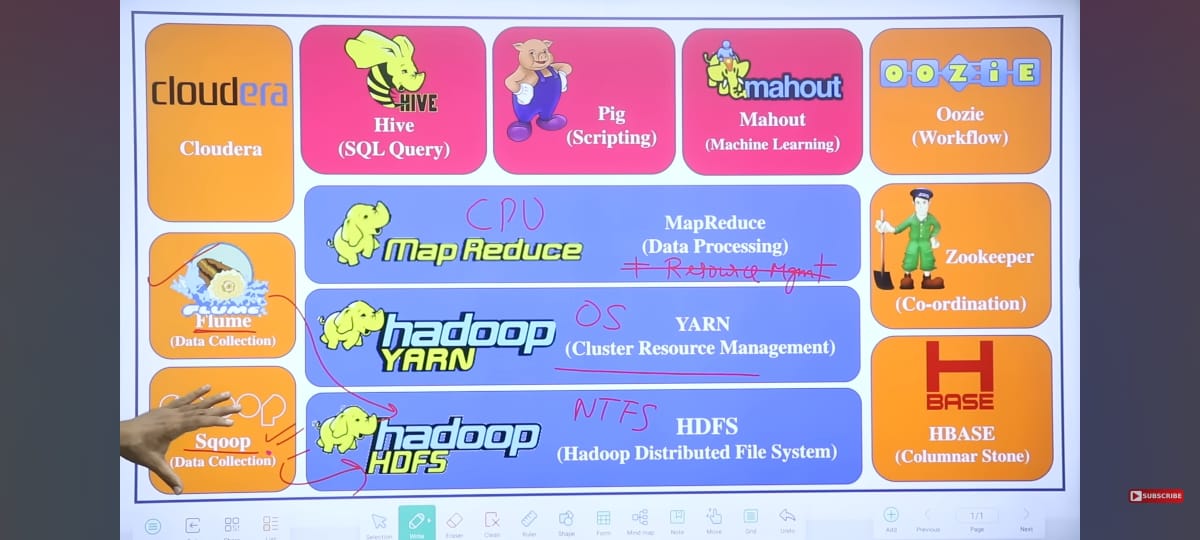 cloudera
Cloudera
HIVE
Hive
(SQL Query)
Pig
(Scripting)
mahout
Mahout
(Machine Learning)
OOZiE
Oozie
(Workflow)
CPU
Map Reduce
MapReduce
(Data Processing)
+ Resource Mgmt
FLUME
Flume
(Data Collection)
Zookeeper
(Co-ordination)
OS
hadoop
YARN
YARN
(Cluster Resource Management)
Sqoop
(Data Collection)
NTFS
hadoop
HDFS
HDFS
(Hadoop Distributed File System)
H
BASE
HBASE
(Columnar Stone)
SUBSCRIBE
Selection
Write
Eraser
Clean
Ruler
Shape
Form
Mind map
Note
Move
Grid
Undo
Add
Previous
1/1
Page
Next